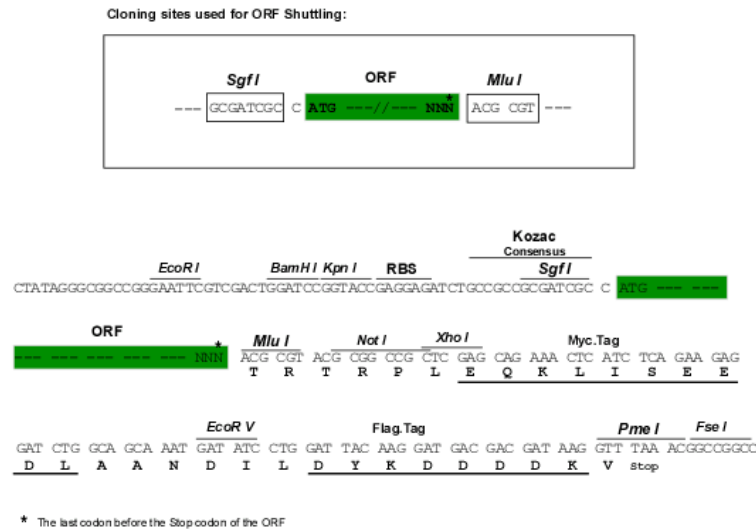 Cloning sites used for ORF Shuttling:
Sgf I ORF Mlu I
*
--- GCGATCGC C ATG ---//--- NNN ACG CGT ---
Kozac
Consensus
EcoR I BamH I Kpn I RBS Sgf I
CTATAGGGCGGCCGGGAATTCGTCGACTGGATCCGGTACCGAGGAGATCTGCCGCCGCGATCGC C ATG --- ---
ORF * Mlu I Not I Xho I Myc.Tag
--- --- --- --- --- --- NNN ACG CGT ACG CGG CCG CTC GAG CAG AAA CTC ATC TCA GAA GAG
T R T R P L E Q K L I S E E
EcoR V Flag.Tag Pme I Fse I
GAT CTG GCA GCA AAT GAT ATC CTG GAT TAC AAG GAT GAC GAC GAT AAG GTT TAA ACGGCCGGCC
D L A A N D I L D Y K D D D D K V Stop
* The last codon before the Stop codon of the ORF